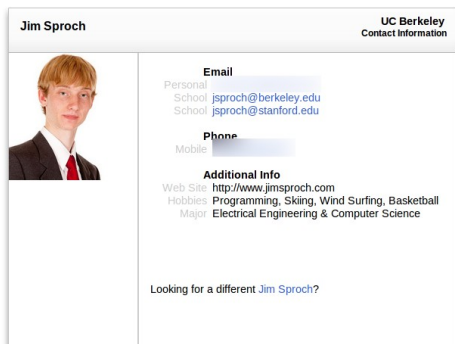 Jim Sproch
UC Berkeley
Contact Information
Email
Personal
School jsproch@berkeley.edu
School jsproch@stanford.edu
Phone
Mobile
Additional Info
Web Site http://www.jimsproch.com
Hobbies Programming, Skiing, Wind Surfing, Basketball
Major Electrical Engineering & Computer Science
Looking for a different Jim Sproch?